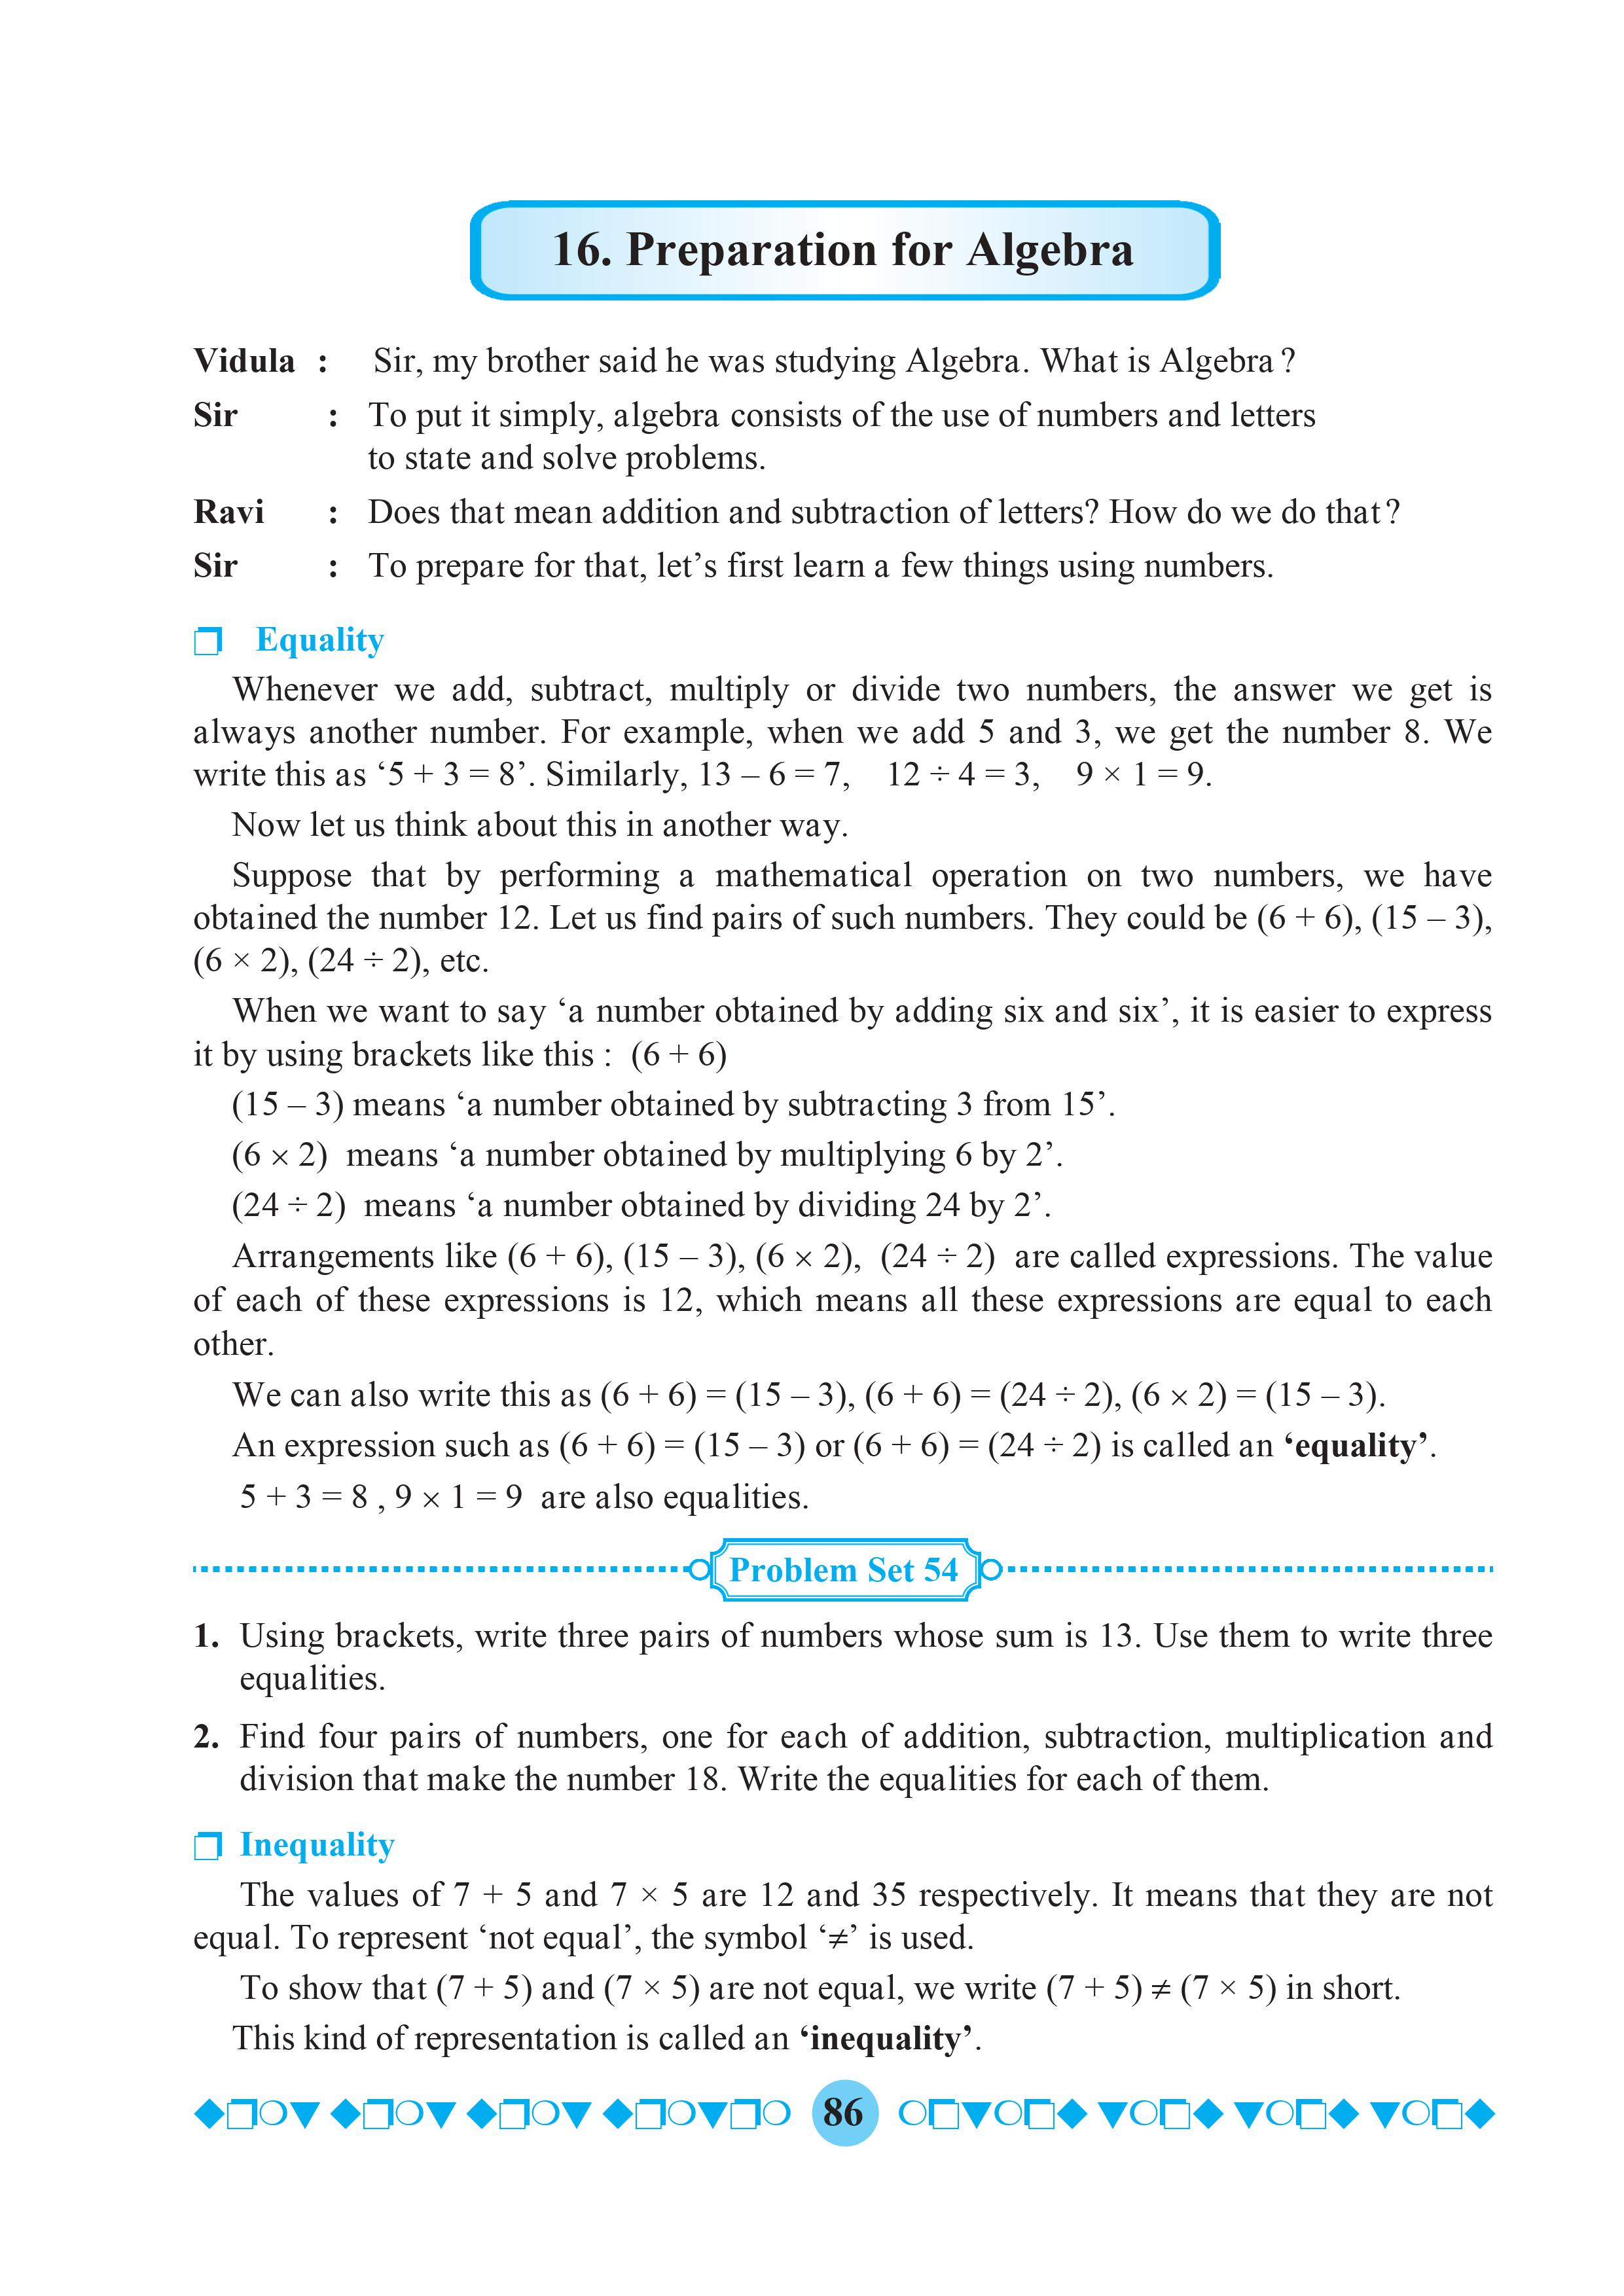 16. Preparation for Algebra
Vidula : Sir, my brother said he was studying Algebra. What is Algebra ?
Sir : To put it simply, algebra consists of the use of numbers and letters
to state and solve problems.
Ravi : Does that mean addition and subtraction of letters? How do we do that ?
Sir : To prepare for that, let’s first learn a few things using numbers.
Equality
Whenever we add, subtract, multiply or divide two numbers, the answer we get is
always another number. For example, when we add 5 and 3, we get the number 8. We
write this as ‘5 + 3 = 8’. Similarly, 13 – 6 = 7, 12 ÷ 4 = 3, 9 × 1 = 9.
Now let us think about this in another way.
Suppose that by performing a mathematical operation on two numbers, we have
obtained the number 12. Let us find pairs of such numbers. They could be (6 + 6), (15 – 3),
(6 × 2), (24 ÷ 2), etc.
When we want to say ‘a number obtained by adding six and six’, it is easier to express
it by using brackets like this : (6 + 6)
(15 – 3) means ‘a number obtained by subtracting 3 from 15’.
(6 × 2) means ‘a number obtained by multiplying 6 by 2’.
(24 ÷ 2) means ‘a number obtained by dividing 24 by 2’.
Arrangements like (6 + 6), (15 – 3), (6 × 2), (24 ÷ 2) are called expressions. The value
of each of these expressions is 12, which means all these expressions are equal to each
other.
We can also write this as (6 + 6) = (15 – 3), (6 + 6) = (24 ÷ 2), (6 × 2) = (15 – 3).
An expression such as (6 + 6) = (15 – 3) or (6 + 6) = (24 ÷ 2) is called an ‘equality’.
5 + 3 = 8 , 9 × 1 = 9 are also equalities.
Problem Set 54
1. Using brackets, write three pairs of numbers whose sum is 13. Use them to write three
equalities.
2. Find four pairs of numbers, one for each of addition, subtraction, multiplication and
division that make the number 18. Write the equalities for each of them.
Inequality
The values of 7 + 5 and 7 × 5 are 12 and 35 respectively. It means that they are not
equal. To represent ‘not equal’, the symbol ‘≠’ is used.
To show that (7 + 5) and (7 × 5) are not equal, we write (7 + 5) ≠ (7 × 5) in short.
This kind of representation is called an ‘inequality’.
86